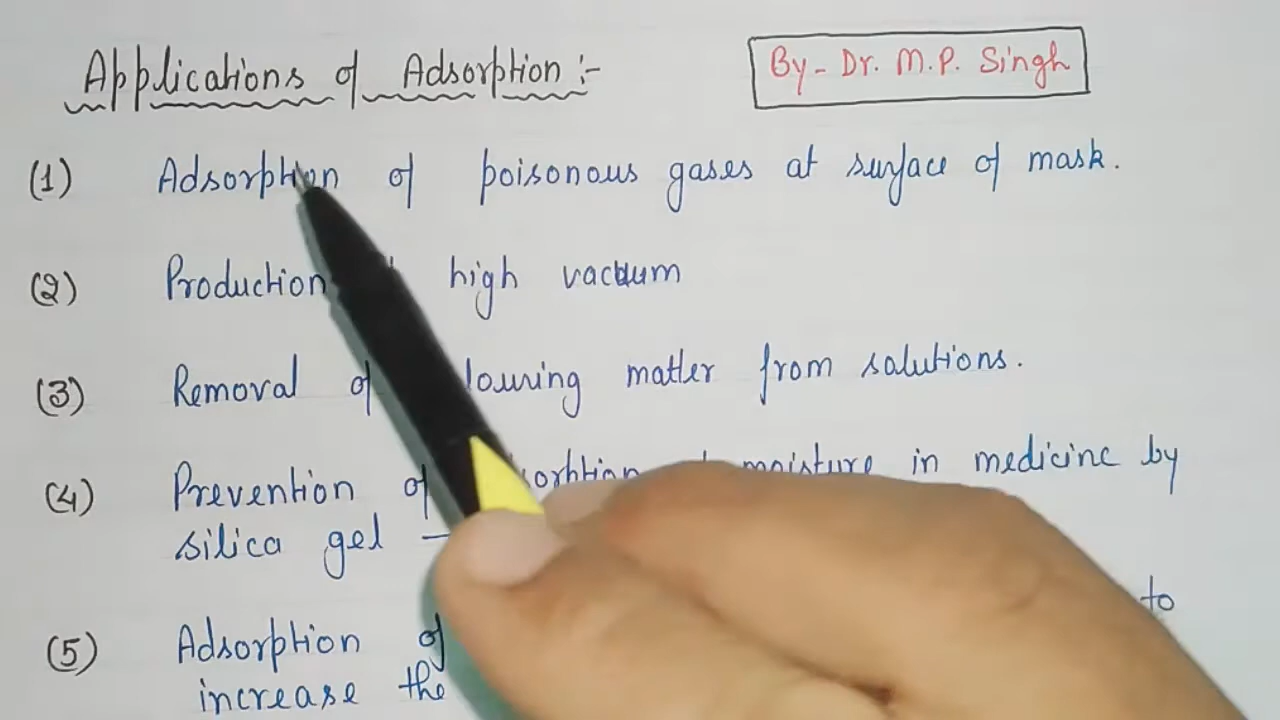 Applications of Adsorption :-
By - Dr. M.P. Singh
(1) Adsorption of poisonous gases at surface of mask.
(2) Production high vacuum
(3) Removal of louring matter from solutions.
(4) Prevention of moisture in medicine by
silica gel —
to
(5) Adsorption of
increase the